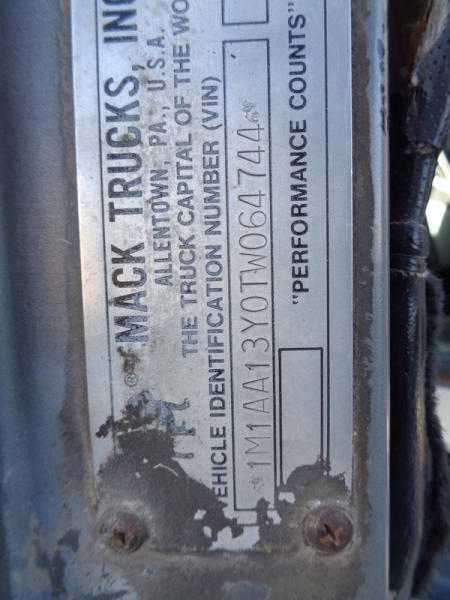 MACK TRUCKS, INC
ALLENTOWN, PA., U.S.A.
THE TRUCK CAPITAL OF THE WO
VEHICLE IDENTIFICATION NUMBER (VIN)
1M1AA13Y0TW064744
"PERFORMANCE COUNTS"